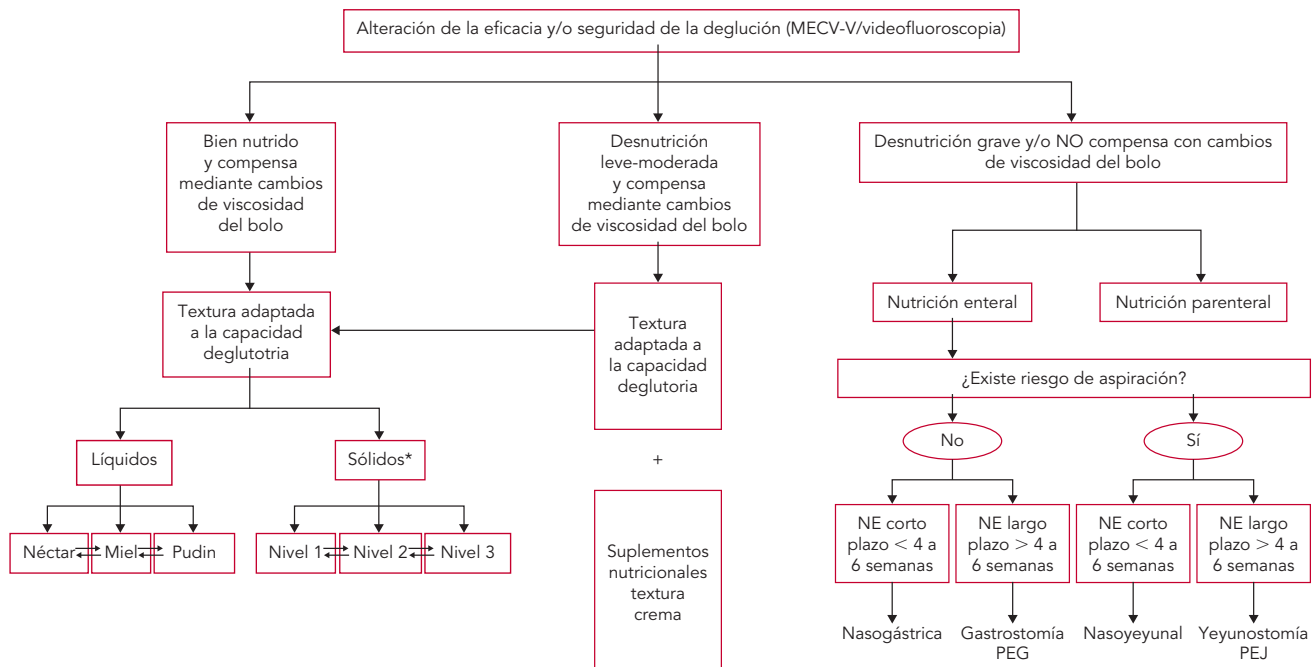 Alteración de la eficacia y/o seguridad de la deglución (MECV-V/videofluoroscopia)
Bien nutrido
y compensa
mediante cambios
de viscosidad
del bolo
Desnutrición
leve-moderada
y compensa
mediante cambios
de viscosidad del bolo
Desnutrición grave y/o NO compensa con cambios
de viscosidad del bolo
Textura adaptada
a la capacidad
deglutotria
Textura
adaptada a
la capacidad
deglutoria
Nutrición enteral
Nutrición parenteral
¿Existe riesgo de aspiración?
Líquidos
Sólidos*
+
No
Sí
Néctar
Miel
Pudin
Nivel 1
Nivel 2
Nivel 3
Suplementos
nutricionales
textura
crema
NE corto
plazo < 4 a
6 semanas
NE largo
plazo > 4 a
6 semanas
NE corto
plazo < 4 a
6 semanas
NE largo
plazo > 4 a
6 semanas
Nasogástrica
Gastrostomía
PEG
Nasoyeyunal
Yeyunostomía
PEJ